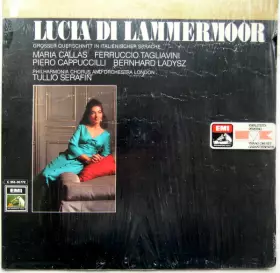 LUCIA DI LAMMERMOOR
GROSSER QUERSCHNITT IN ITALIENISCHER SPRACHE
MARIA CALLAS FERRUCCIO TAGLIAVINI
PIERO CAPPUCCILLI BERNHARD LADYSZ
PHILHARMONIA CHORUS AND ORCHESTRA LONDON
TULLIO SERAFIN
EMI
EMI